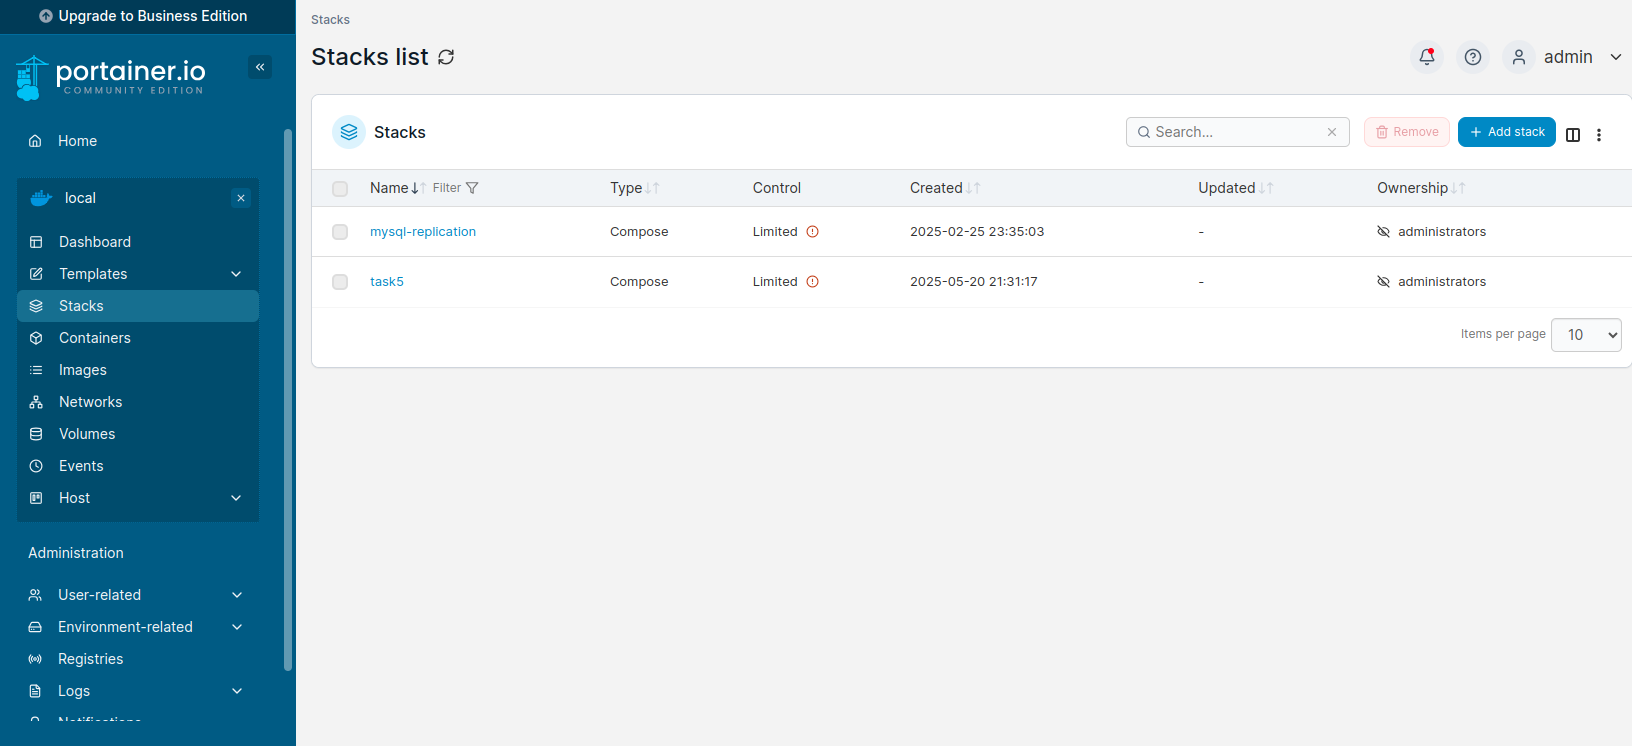 Upgrade to Business Edition
portainer.io
COMMUNITY EDITION
Home
local
Dashboard
Templates
Stacks
Containers
Images
Networks
Volumes
Events
Host
Administration
User-related
Environment-related
Registries
Logs
Notifications
Stacks
Stacks list
admin
Stacks
Search...
Remove
Add stack
Name Filter Type Control Created Updated Ownership
mysql-replication Compose Limited 2025-02-25 23:35:03 - administrators
task5 Compose Limited 2025-05-20 21:31:17 - administrators
Items per page 10